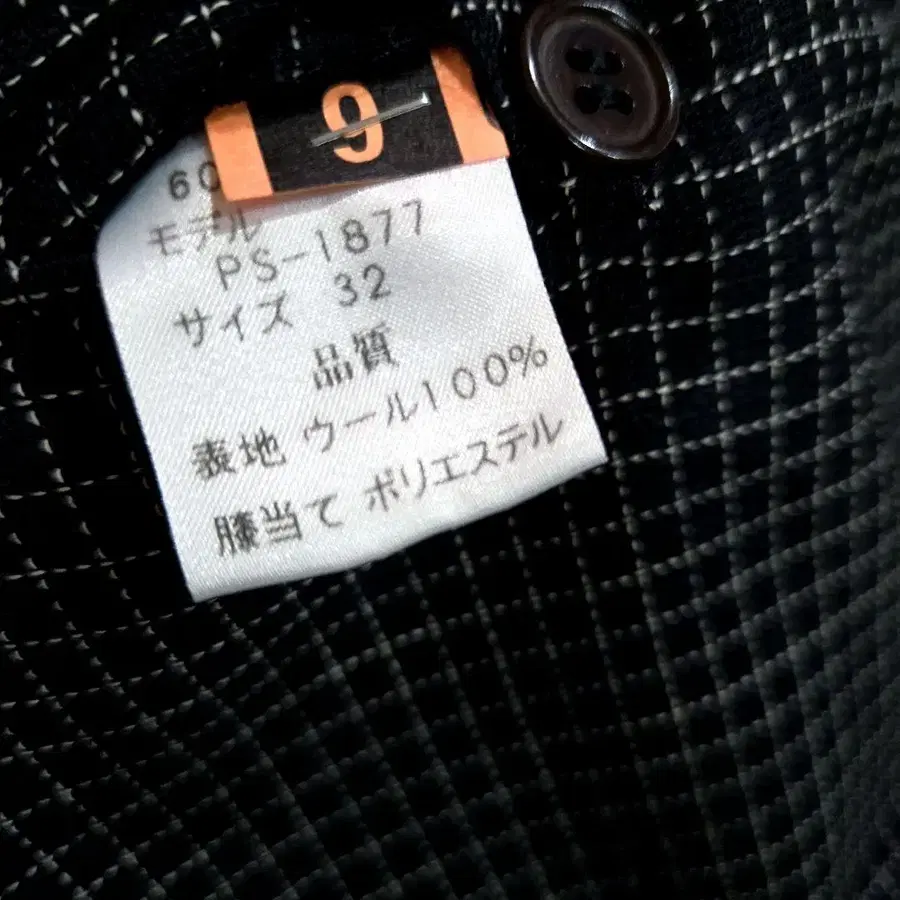 9
60
モデル
PS-1877
サイズ 32
品質
表地 ウール100%
膝当て ポリエステル